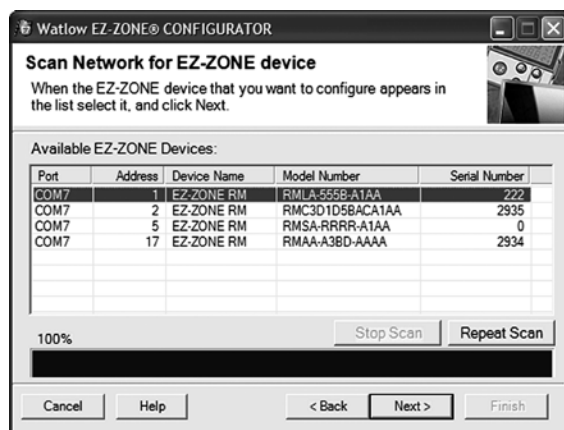 Watlow EZ-ZONE® CONFIGURATOR
Scan Network for EZ-ZONE device
When the EZ-ZONE device that you want to configure appears in
the list select it, and click Next.
Available EZ-ZONE Devices:
Port Address Device Name Model Number Serial Number
COM7 1 EZ-ZONE RM RMLA-555B-A1AA 222
COM7 2 EZ-ZONE RM RMC3D1D5BACA1AA 2935
COM7 5 EZ-ZONE RM RMSA-RRRR-A1AA 0
COM7 17 EZ-ZONE RM RMAA-A3BD-AAAA 2934
100% Stop Scan Repeat Scan
Cancel Help < Back Next > Finish